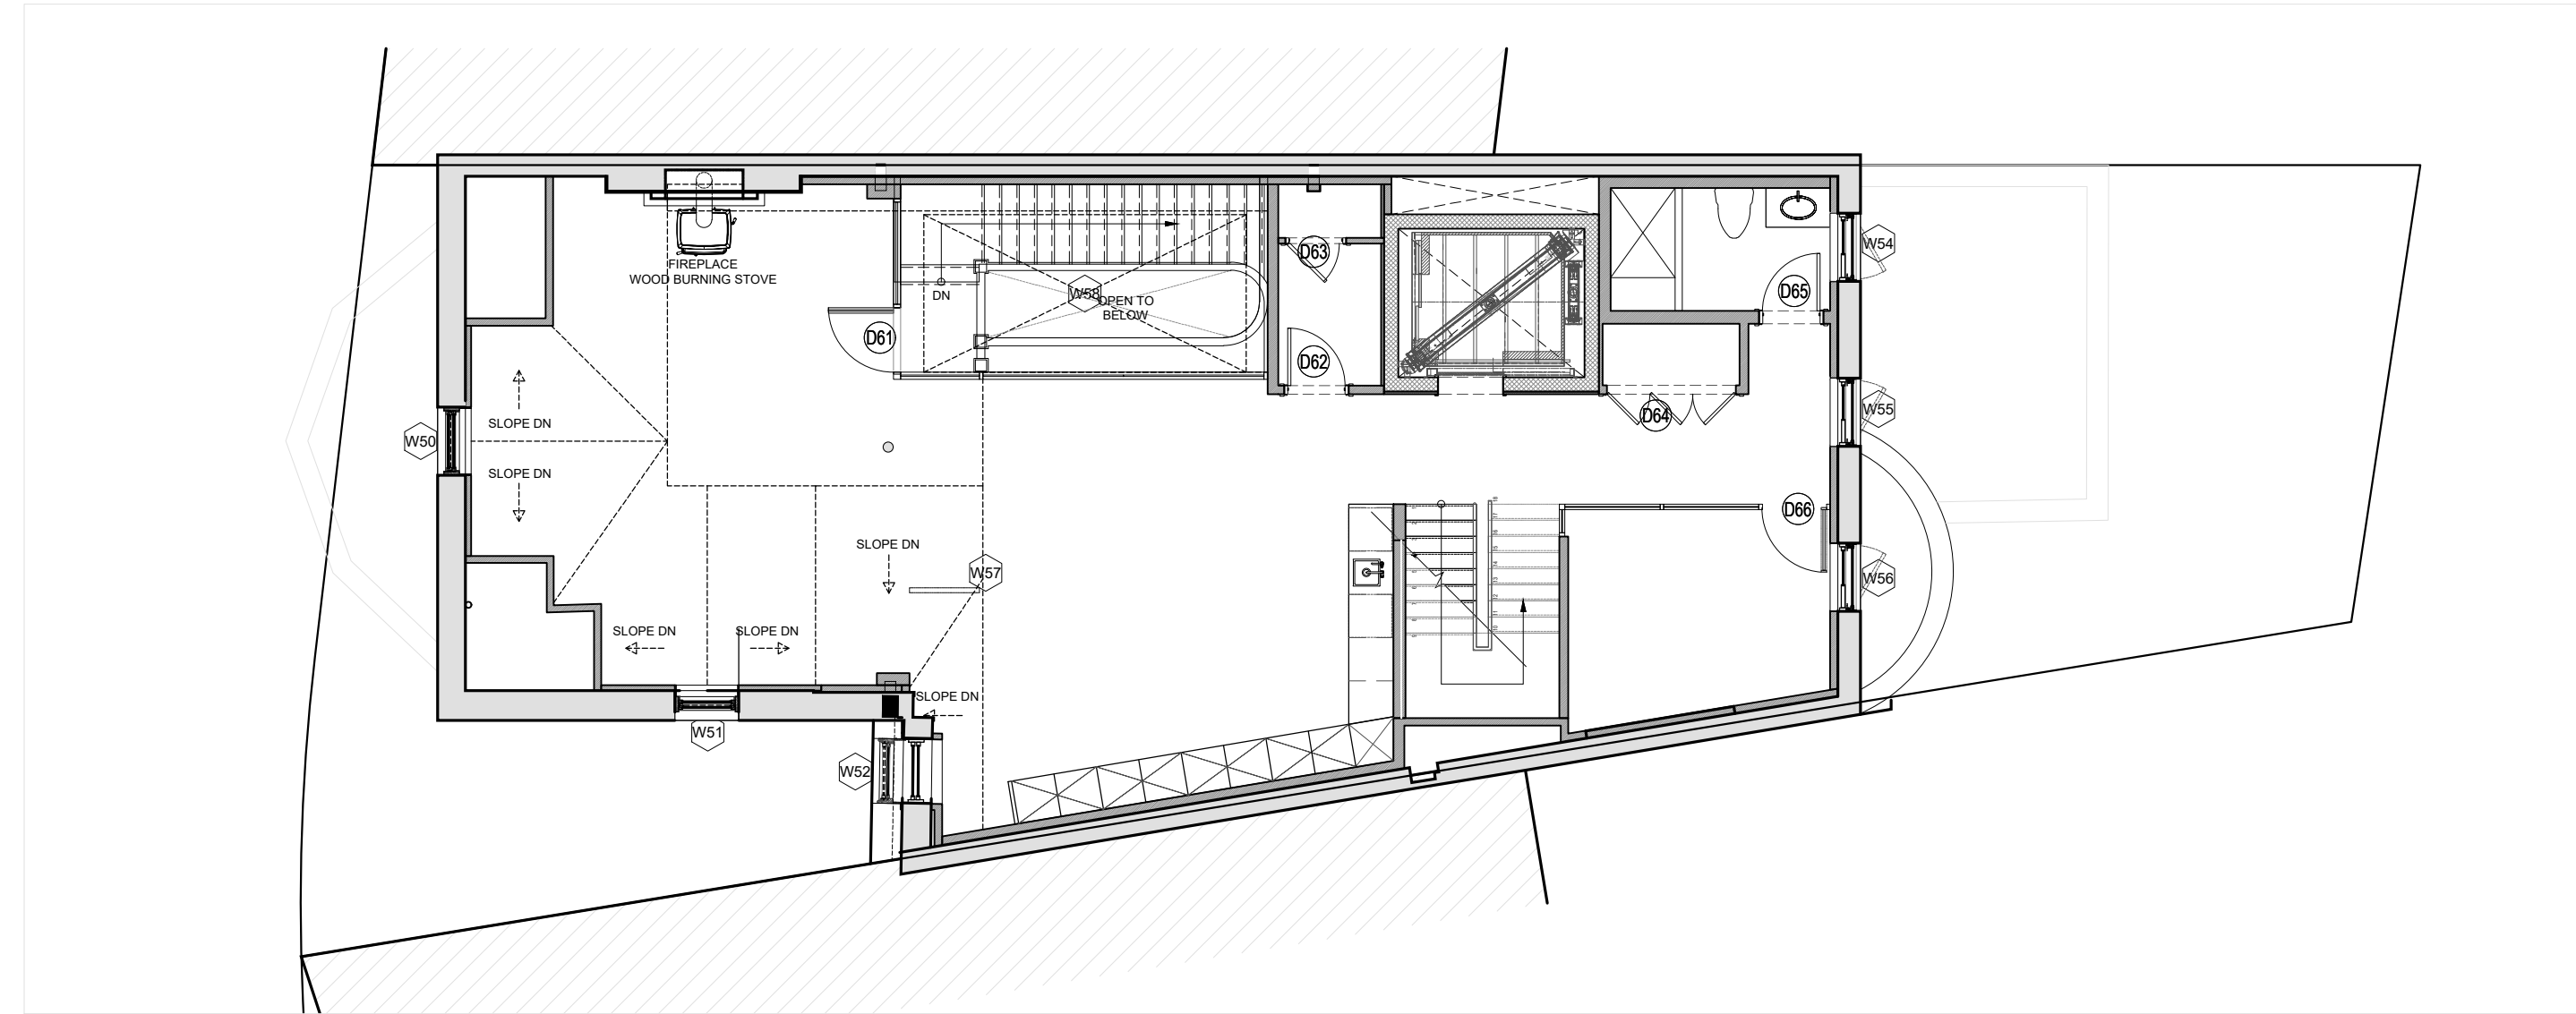 W54
D63
FIREPLACE
WOOD BURNING STOVE
D65
DN
W58
OPEN TO
BELOW
D61
D62
W55
D64
SLOPE DN
W50
SLOPE DN
D66
SLOPE DN
W57
W56
SLOPE DN
SLOPE DN
SLOPE DN
W51
W52